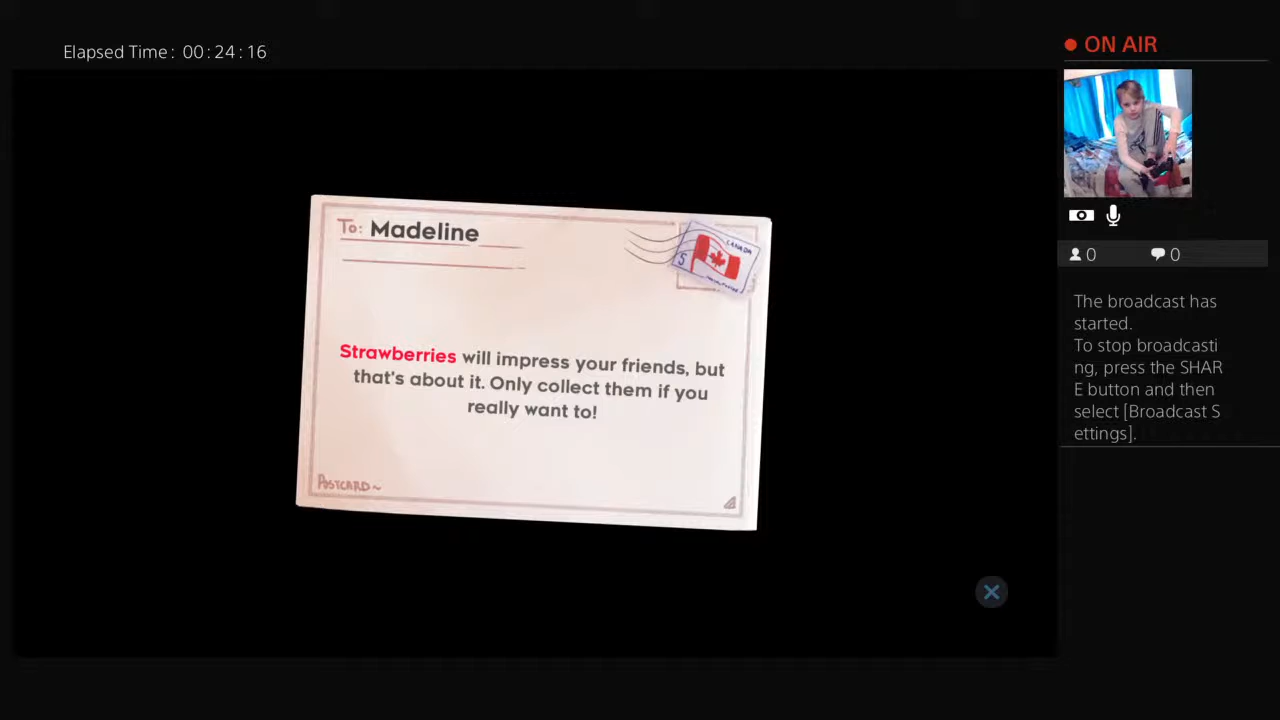 Elapsed Time: 00:24:16
ON AIR
To: Madeline
CANADA
5
0
0
Strawberries will impress your friends, but
that's about it. Only collect them if you
really want to!
POSTCARD~
The broadcast has
started.
To stop broadcasti
ng, press the SHAR
E button and then
select [Broadcast S
ettings].